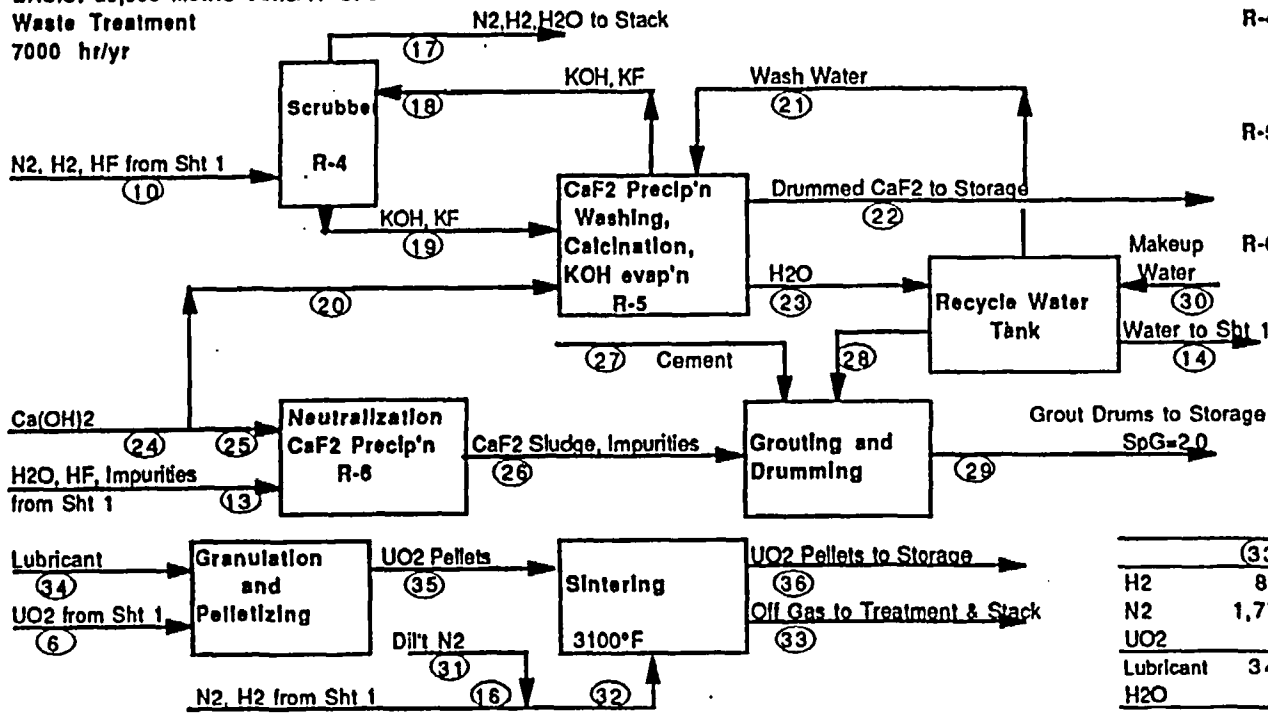 Waste Treatment
7000 hr/yr
N2,H2,H2O to Stack
17
R-4
KOH, KF
18
Wash Water
21
Scrubber
R-4
N2, H2, HF from Sht 1
10
CaF2 Precip'n
Washing,
Calcination,
KOH evap'n
R-5
Drummed CaF2 to Storage
22
KOH, KF
19
Makeup
Water
30
H2O
23
20
Recycle Water
Tank
Water to Sht 1
14
27
Cement
28
Ca(OH)2
24
25
Neutralization
CaF2 Precip'n
R-6
H2O, HF, Impurities
from Sht 1
13
CaF2 Sludge, Impurities
26
Grouting and
Drumming
Grout Drums to Storage
SpG=2.0
29
Lubricant
34
Granulation
and
Pelletizing
UO2 from Sht 1
6
UO2 Pellets
35
Sintering
3100°F
UO2 Pellets to Storage
36
Off Gas to Treatment & Stack
33
Dil't N2
31
N2, H2 from Sht 1
16
32
H2
N2
UO2
Lubricant
H2O